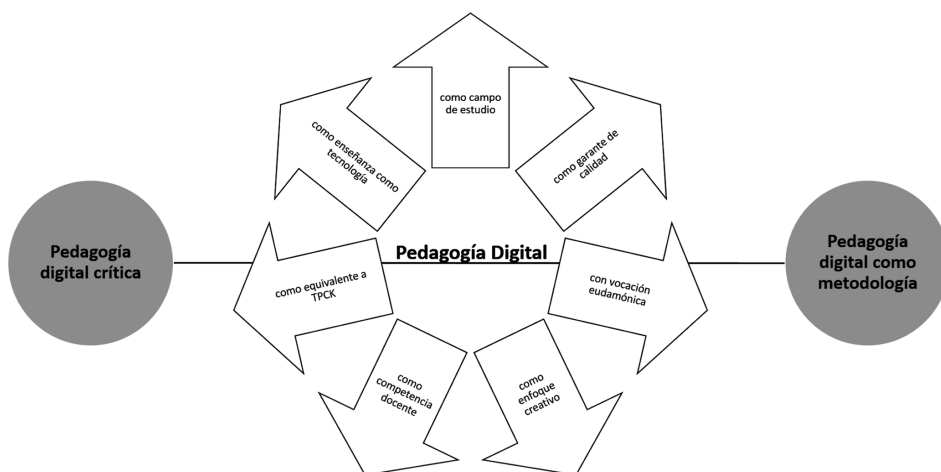 como campo
de estudio
como enseñanza como
tecnología
como garante de
calidad
Pedagogía
digital crítica
Pedagogía Digital
Pedagogía
digital como
metodología
como equivalente a
TPCK
con vocación
eudamónica
como
competencia
docente
como
enfoque
creativo